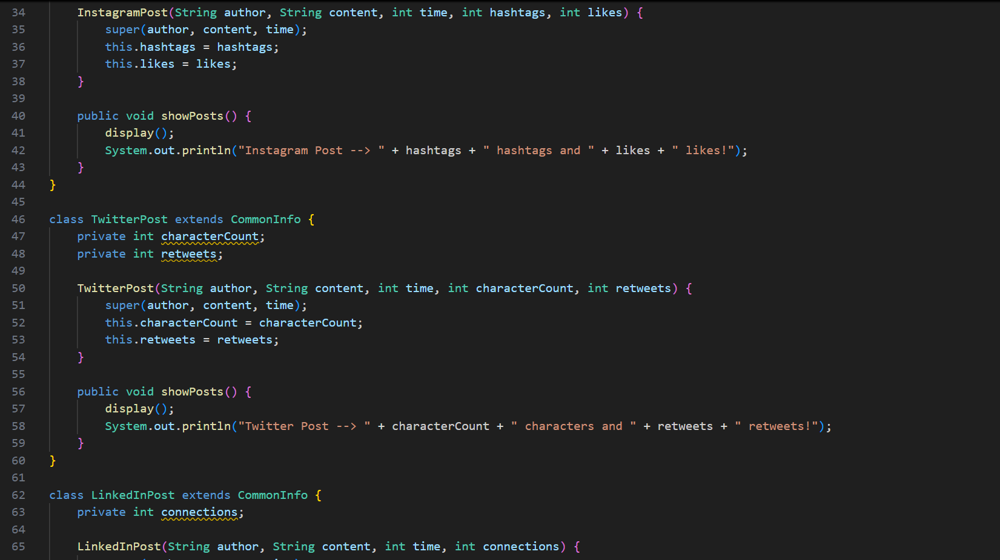 34 InstagramPost(String author, String content, int time, int hashtags, int likes) {
35 super(author, content, time);
36 this.hashtags = hashtags;
37 this.likes = likes;
38 }
39
40 public void showPosts() {
41 display();
42 System.out.println("Instagram Post --> " + hashtags + " hashtags and " + likes + " likes!");
43 }
44 }
45
46 class TwitterPost extends CommonInfo {
47 private int characterCount;
48 private int retweets;
49
50 TwitterPost(String author, String content, int time, int characterCount, int retweets) {
51 super(author, content, time);
52 this.characterCount = characterCount;
53 this.retweets = retweets;
54 }
55
56 public void showPosts() {
57 display();
58 System.out.println("Twitter Post --> " + characterCount + " characters and " + retweets + " retweets!");
59 }
60 }
61
62 class LinkedInPost extends CommonInfo {
63 private int connections;
64
65 LinkedInPost(String author, String content, int time, int connections) {